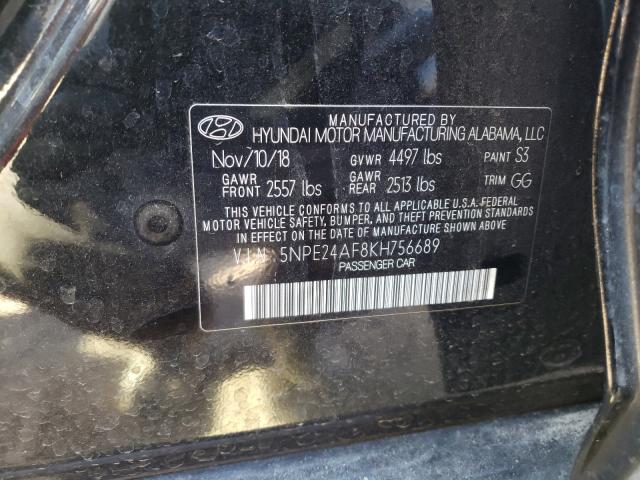 MANUFACTURED BY
HYUNDAI MOTOR MANUFACTURING ALABAMA, LLC
Nov/10/18 GVWR 4497 lbs PAINT S3
GAWR FRONT 2557 lbs GAWR REAR 2513 lbs TRIM GG
THIS VEHICLE CONFORMS TO ALL APPLICABLE U.S.A. FEDERAL
MOTOR VEHICLE SAFETY, BUMPER, AND THEFT PREVENTION STANDARDS
IN EFFECT ON THE DATE OF MANUFACTURE SHOWN ABOVE.
V.I.N. 5NPE24AF8KH756689
PASSENGER CAR